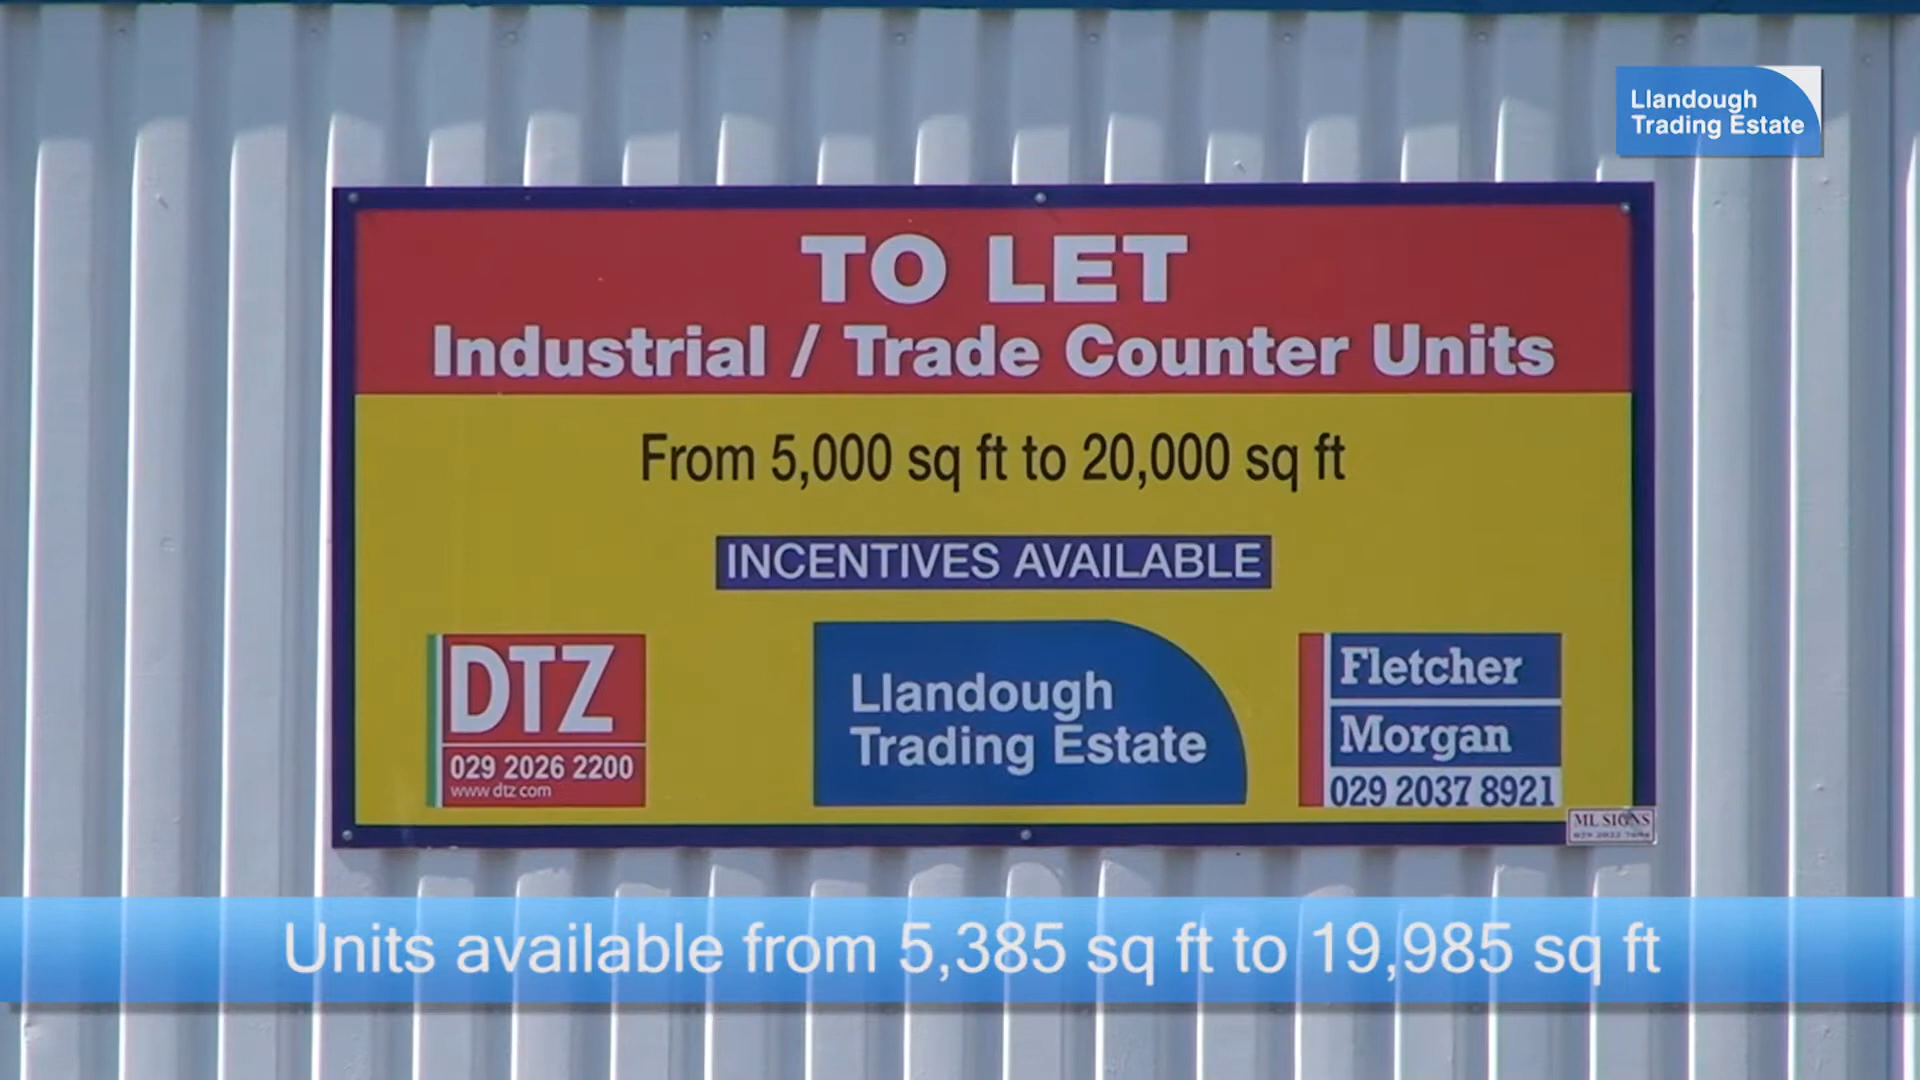 Llandough
Trading Estate
TO LET
Industrial / Trade Counter Units
From 5,000 sq ft to 20,000 sq ft
INCENTIVES AVAILABLE
DTZ
029 2026 2200
www.dtz.com
Llandough
Trading Estate
Fletcher
Morgan
029 2037 8921
ML SIGNS
Units available from 5,385 sq ft to 19,985 sq ft